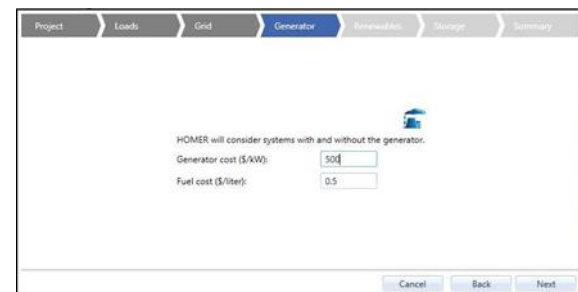 Project Loads Grid Generator Renewables Storage Summary
HOMER will consider systems with and without the generator.
Generator cost ($/kW): 500
Fuel cost ($/liter): 0.5
Cancel Back Next